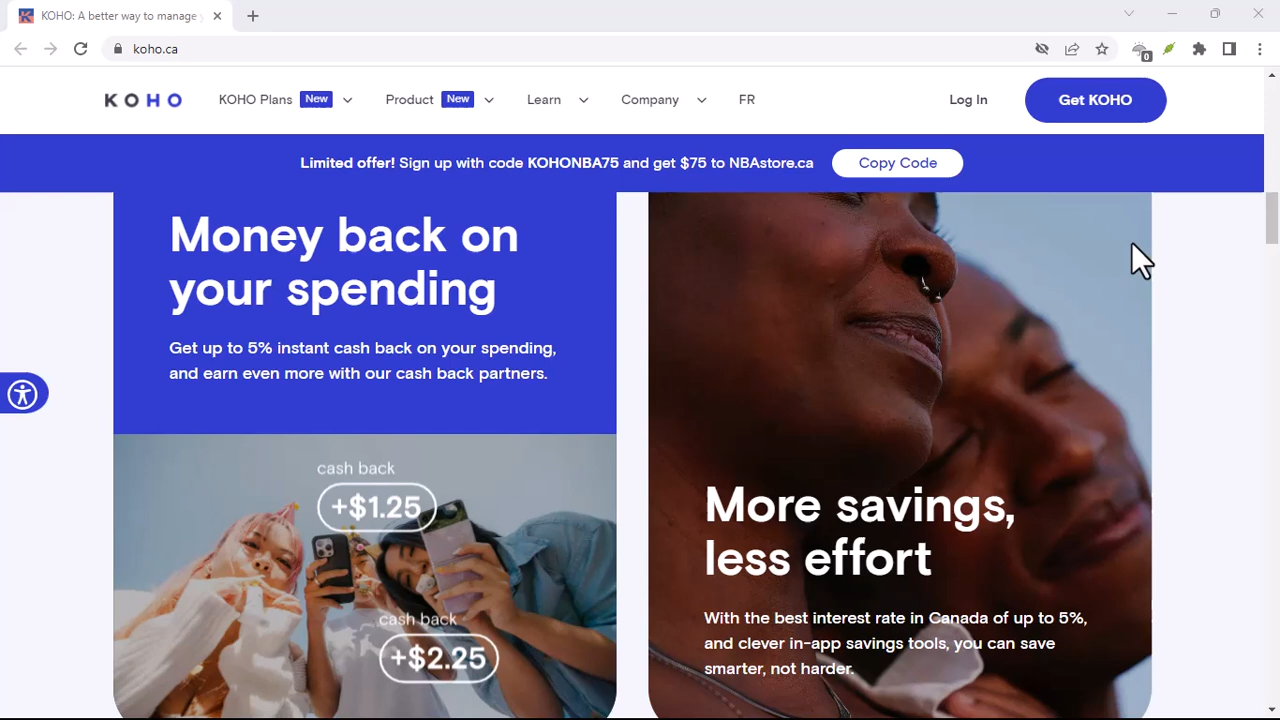 KOHO: A better way to manage
koho.ca
0
KOHO
KOHO Plans New
Product New
Learn
Company
FR
Log In
Get KOHO
Limited offer! Sign up with code KOHONBA75 and get $75 to NBAstore.ca
Copy Code
Money back on
your spending
Get up to 5% instant cash back on your spending,
and earn even more with our cash back partners.
cash back
+$1.25
cash back
+$2.25
More savings,
less effort
With the best interest rate in Canada of up to 5%,
and clever in-app savings tools, you can save
smarter, not harder.